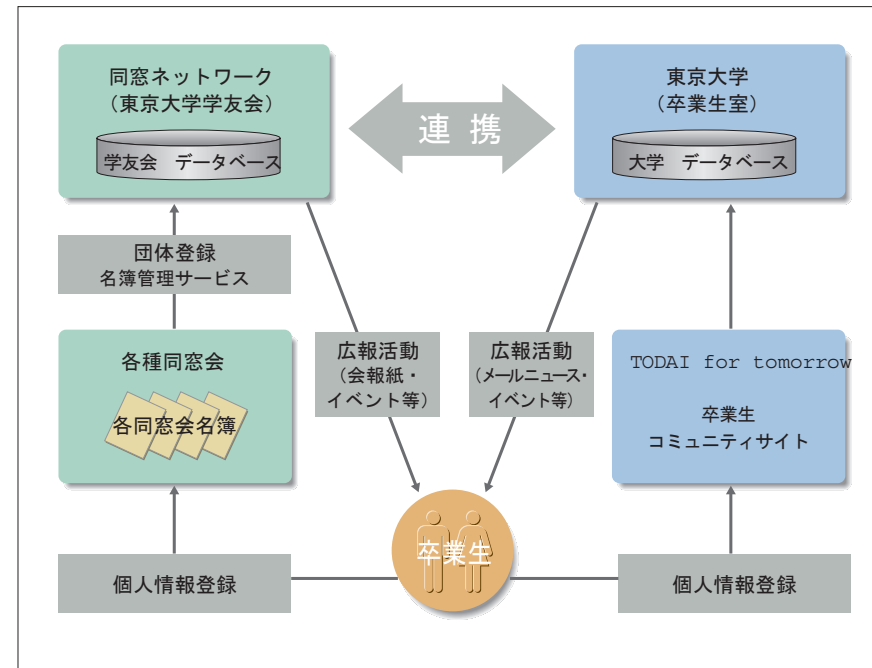 同窓ネットワーク
（東京大学学友会）
学友会　データベース
連 携
東京大学
（卒業生室）
大学　データベース
団体登録
名簿管理サービス
各種同窓会
各同窓会名簿
広報活動
（会報紙・
イベント等）
広報活動
（メールニュース・
イベント等）
TODAI for tomorrow
卒業生
コミュニティサイト
卒業生
個人情報登録
個人情報登録